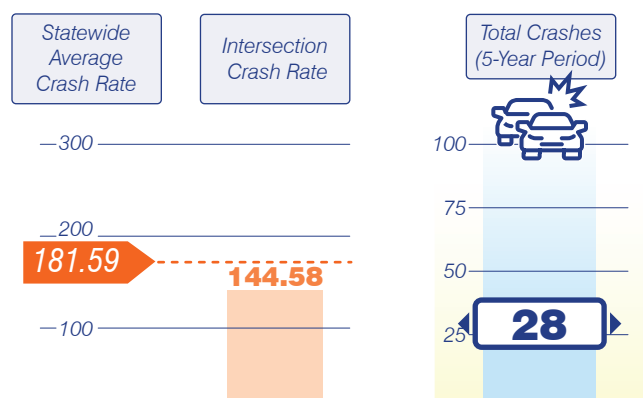 Statewide
Average
Crash Rate
Intersection
Crash Rate
300
200
181.59
144.58
100
Total Crashes
(5-Year Period)
100
75
50
28
25